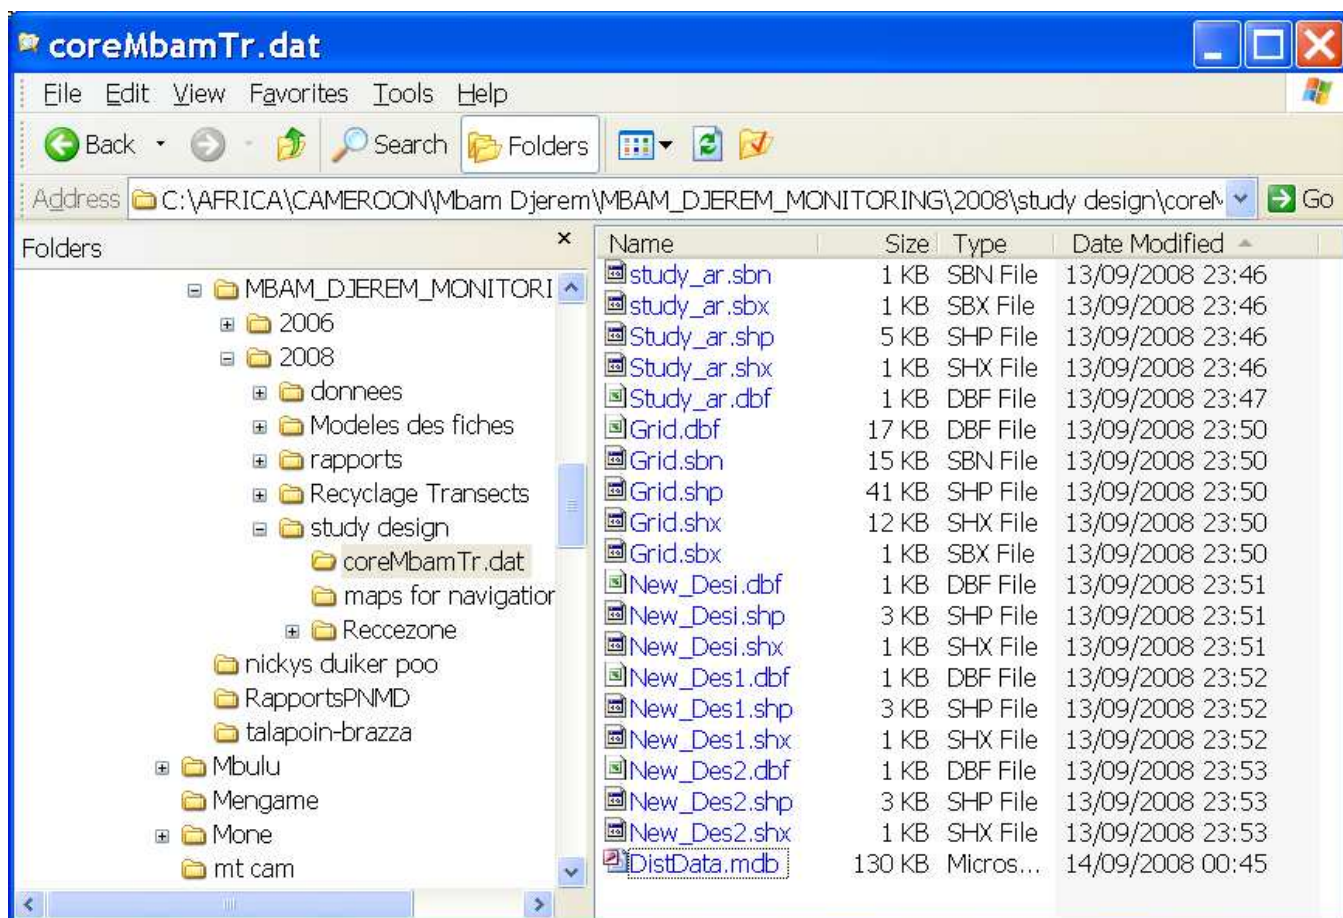 coreMbamTr.dat
File Edit View Favorites Tools Help
Back Search Folders
Address C:\AFRICA\CAMEROON\Mbam Djerem\MBAM_DJEREM_MONITORING\2008\study design\coreM Go
Folders x
MBAM_DJEREM_MONITORI
2006
2008
donnees
Modeles des fiches
rapports
Recyclage Transects
study design
coreMbamTr.dat
maps for navigation
Reccezone
nickys duiker poo
RapportsPNMD
talapoin-brazza
Mbulu
Mengame
Mone
mt cam
Name Size Type Date Modified
study_ar.sbn 1 KB SBN File 13/09/2008 23:46
study_ar.sbx 1 KB SBX File 13/09/2008 23:46
Study_ar.shp 5 KB SHP File 13/09/2008 23:46
Study_ar.shx 1 KB SHX File 13/09/2008 23:46
Study_ar.dbf 1 KB DBF File 13/09/2008 23:47
Grid.dbf 17 KB DBF File 13/09/2008 23:50
Grid.sbn 15 KB SBN File 13/09/2008 23:50
Grid.shp 41 KB SHP File 13/09/2008 23:50
Grid.shx 12 KB SHX File 13/09/2008 23:50
Grid.sbx 1 KB SBX File 13/09/2008 23:50
New_Desi.dbf 1 KB DBF File 13/09/2008 23:51
New_Desi.shp 3 KB SHP File 13/09/2008 23:51
New_Desi.shx 1 KB SHX File 13/09/2008 23:51
New_Des1.dbf 1 KB DBF File 13/09/2008 23:52
New_Des1.shp 3 KB SHP File 13/09/2008 23:52
New_Des1.shx 1 KB SHX File 13/09/2008 23:52
New_Des2.dbf 1 KB DBF File 13/09/2008 23:53
New_Des2.shp 3 KB SHP File 13/09/2008 23:53
New_Des2.shx 1 KB SHX File 13/09/2008 23:53
DistData.mdb 130 KB Micros... 14/09/2008 00:45